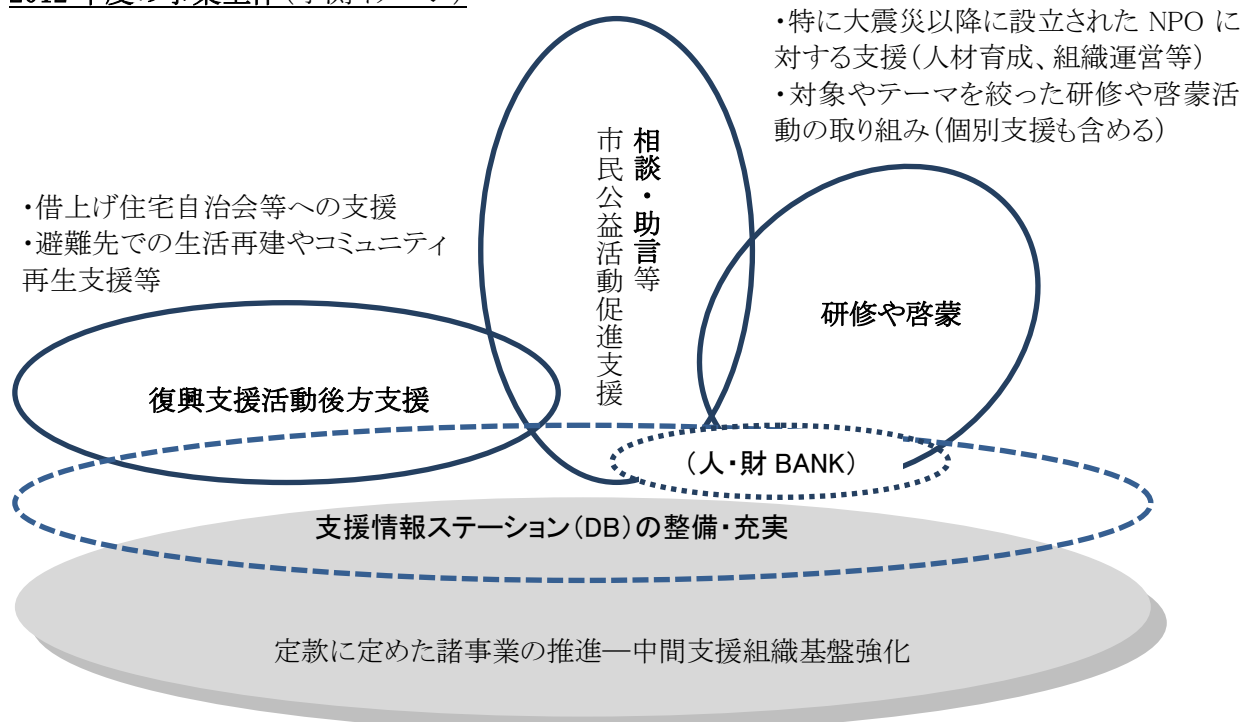 2012 年度の事業全体
・特に大震災以降に設立された NPO に
対する支援(人材育成、組織運営等)
・対象やテーマを絞った研修や啓蒙活
動の取り組み(個別支援も含める)
相談・助言等
市民公益活動促進支援
・借上げ住宅自治会等への支援
・避難先での生活再建やコミュニティ
再生支援等
研修や啓蒙
復興支援活動後方支援
(人・財 BANK)
支援情報ステーション(DB)の整備・充実
定款に定めた諸事業の推進―中間支援組織基盤強化